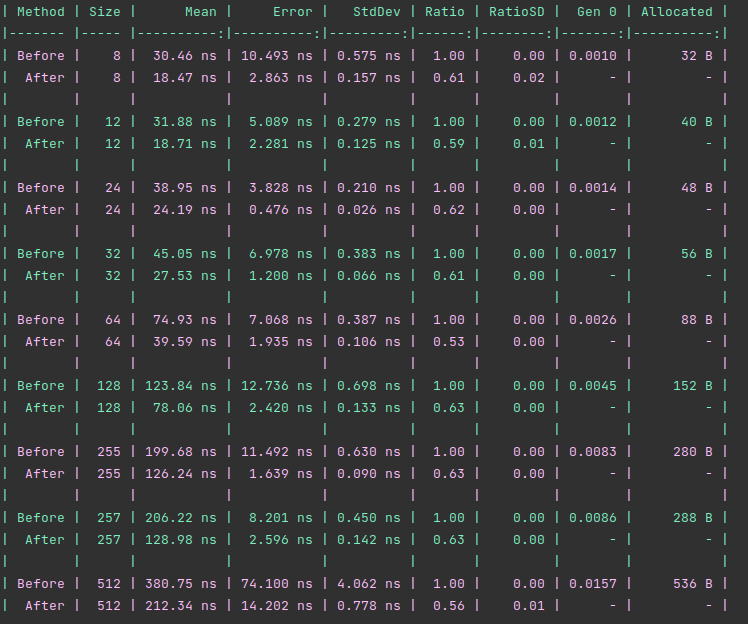 | Method | Size |      Mean |     Error |   StdDev | Ratio | RatioSD |  Gen 0 | Allocated |
|------- |----- |----------:|----------:|---------:|------:|--------:|-------:|----------:|
| Before |    8 |  30.46 ns | 10.493 ns | 0.575 ns |  1.00 |    0.00 | 0.0010 |      32 B |
|  After |    8 |  18.47 ns |  2.863 ns | 0.157 ns |  0.61 |    0.02 |      - |         - |
|        |      |           |           |          |       |         |        |           |
| Before |   12 |  31.88 ns |  5.089 ns | 0.279 ns |  1.00 |    0.00 | 0.0012 |      40 B |
|  After |   12 |  18.71 ns |  2.281 ns | 0.125 ns |  0.59 |    0.01 |      - |         - |
|        |      |           |           |          |       |         |        |           |
| Before |   24 |  38.95 ns |  3.828 ns | 0.210 ns |  1.00 |    0.00 | 0.0014 |      48 B |
|  After |   24 |  24.19 ns |  0.476 ns | 0.026 ns |  0.62 |    0.00 |      - |         - |
|        |      |           |           |          |       |         |        |           |
| Before |   32 |  45.05 ns |  6.978 ns | 0.383 ns |  1.00 |    0.00 | 0.0017 |      56 B |
|  After |   32 |  27.53 ns |  1.200 ns | 0.066 ns |  0.61 |    0.00 |      - |         - |
|        |      |           |           |          |       |         |        |           |
| Before |   64 |  74.93 ns |  7.068 ns | 0.387 ns |  1.00 |    0.00 | 0.0026 |      88 B |
|  After |   64 |  39.59 ns |  1.935 ns | 0.106 ns |  0.53 |    0.00 |      - |         - |
|        |      |           |           |          |       |         |        |           |
| Before |  128 | 123.84 ns | 12.736 ns | 0.698 ns |  1.00 |    0.00 | 0.0045 |     152 B |
|  After |  128 |  78.06 ns |  2.420 ns | 0.133 ns |  0.63 |    0.00 |      - |         - |
|        |      |           |           |          |       |         |        |           |
| Before |  255 | 199.68 ns | 11.492 ns | 0.630 ns |  1.00 |    0.00 | 0.0083 |     280 B |
|  After |  255 | 126.24 ns |  1.639 ns | 0.090 ns |  0.63 |    0.00 |      - |         - |
|        |      |           |           |          |       |         |        |           |
| Before |  257 | 206.22 ns |  8.201 ns | 0.450 ns |  1.00 |    0.00 | 0.0086 |     288 B |
|  After |  257 | 128.98 ns |  2.596 ns | 0.142 ns |  0.63 |    0.00 |      - |         - |
|        |      |           |           |          |       |         |        |           |
| Before |  512 | 380.75 ns | 74.100 ns | 4.062 ns |  1.00 |    0.00 | 0.0157 |     536 B |
|  After |  512 | 212.34 ns | 14.202 ns | 0.778 ns |  0.56 |    0.01 |      - |         - |